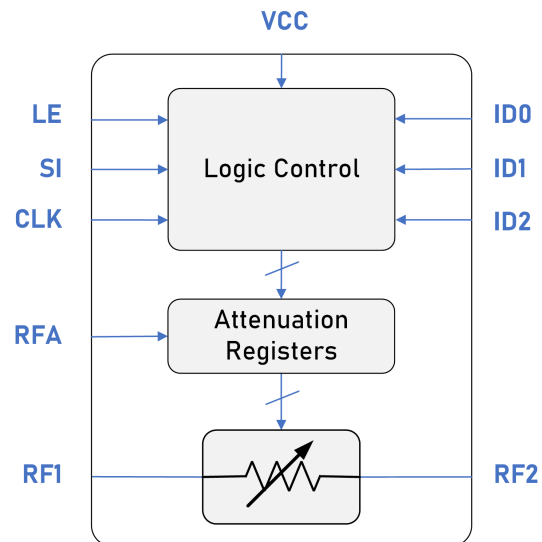 VCC
LE
ID0
Logic Control
SI
ID1
CLK
ID2
Attenuation
Registers
RFA
RF1
RF2